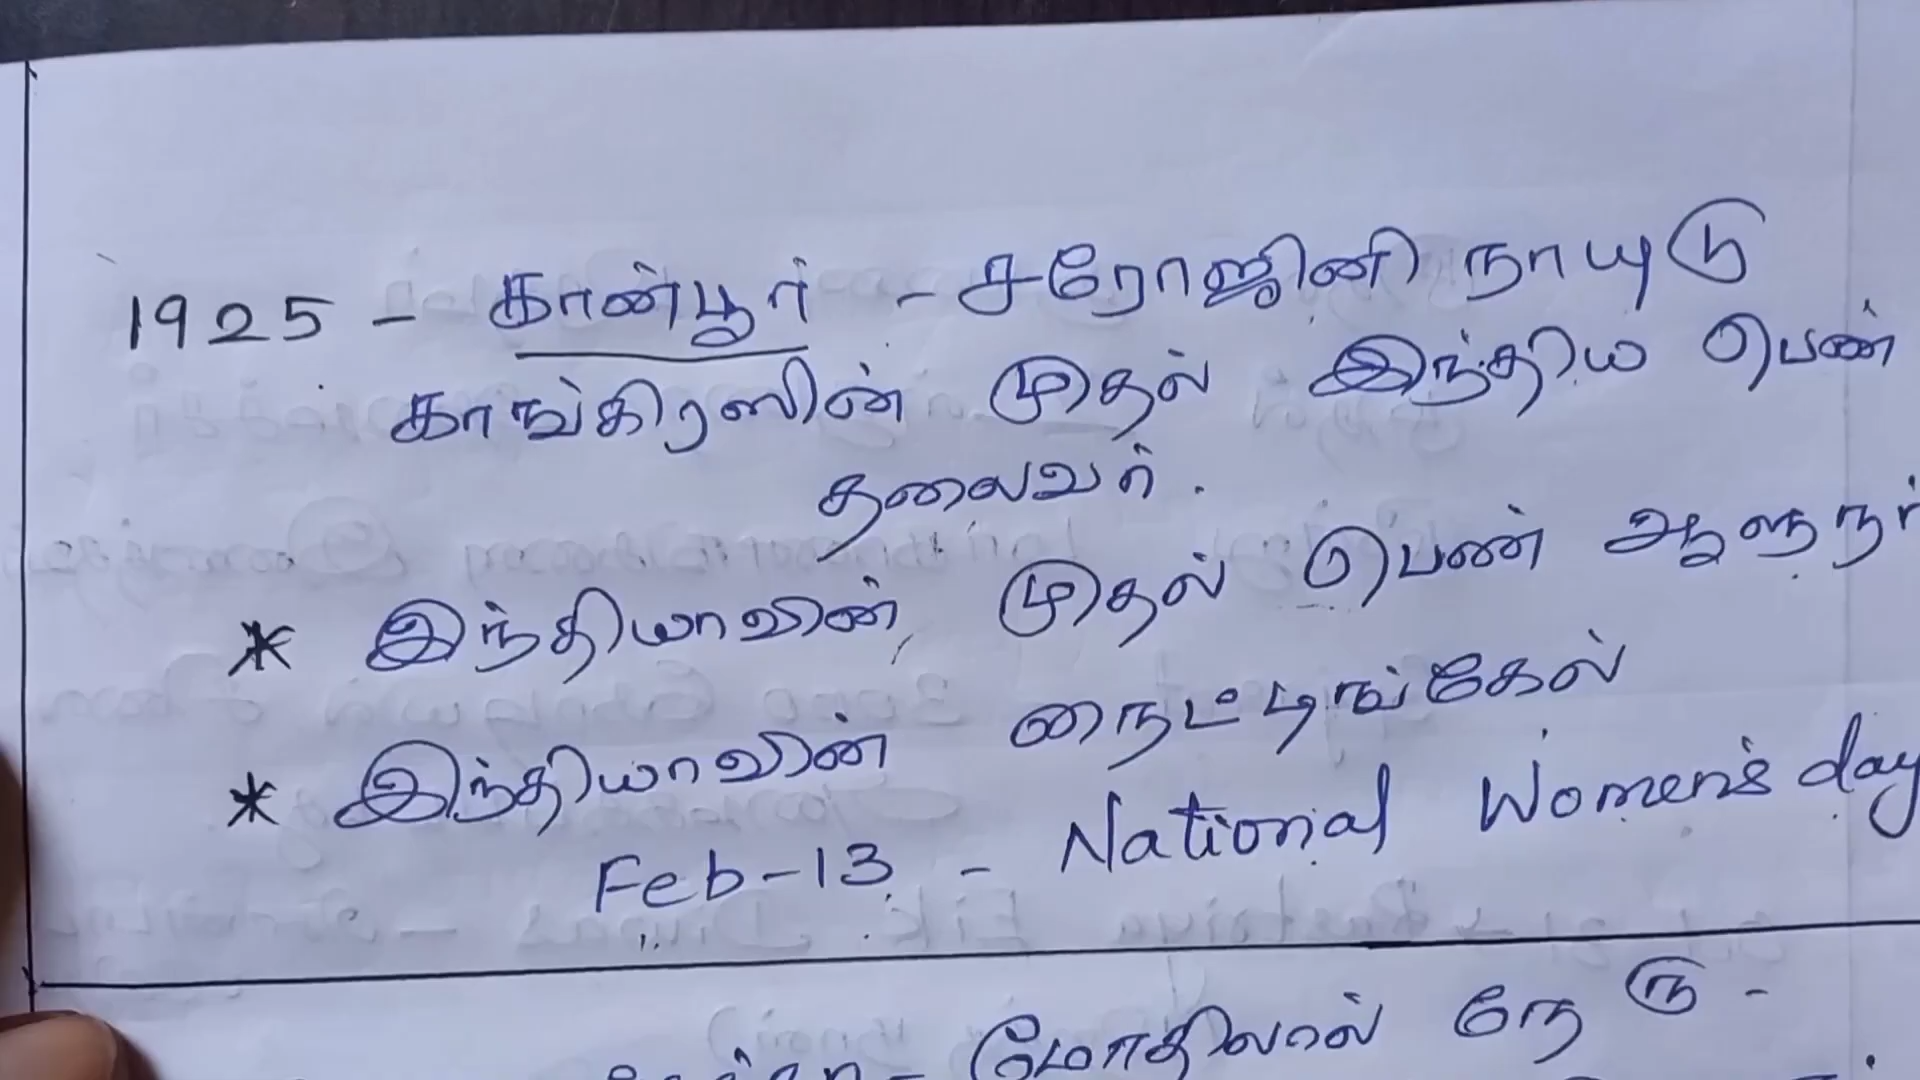 1925 - கான்பூர் - சரோஜினி நாயுடு
காங்கிரஸின் முதல் இந்திய பெண்
தலைவர்.
* இந்தியாவின் முதல் பெண் ஆளுநர்
* இந்தியாவின் நைட்டிங்கேல்
Feb-13 - National Women's day
மோதிலால் நேரு -